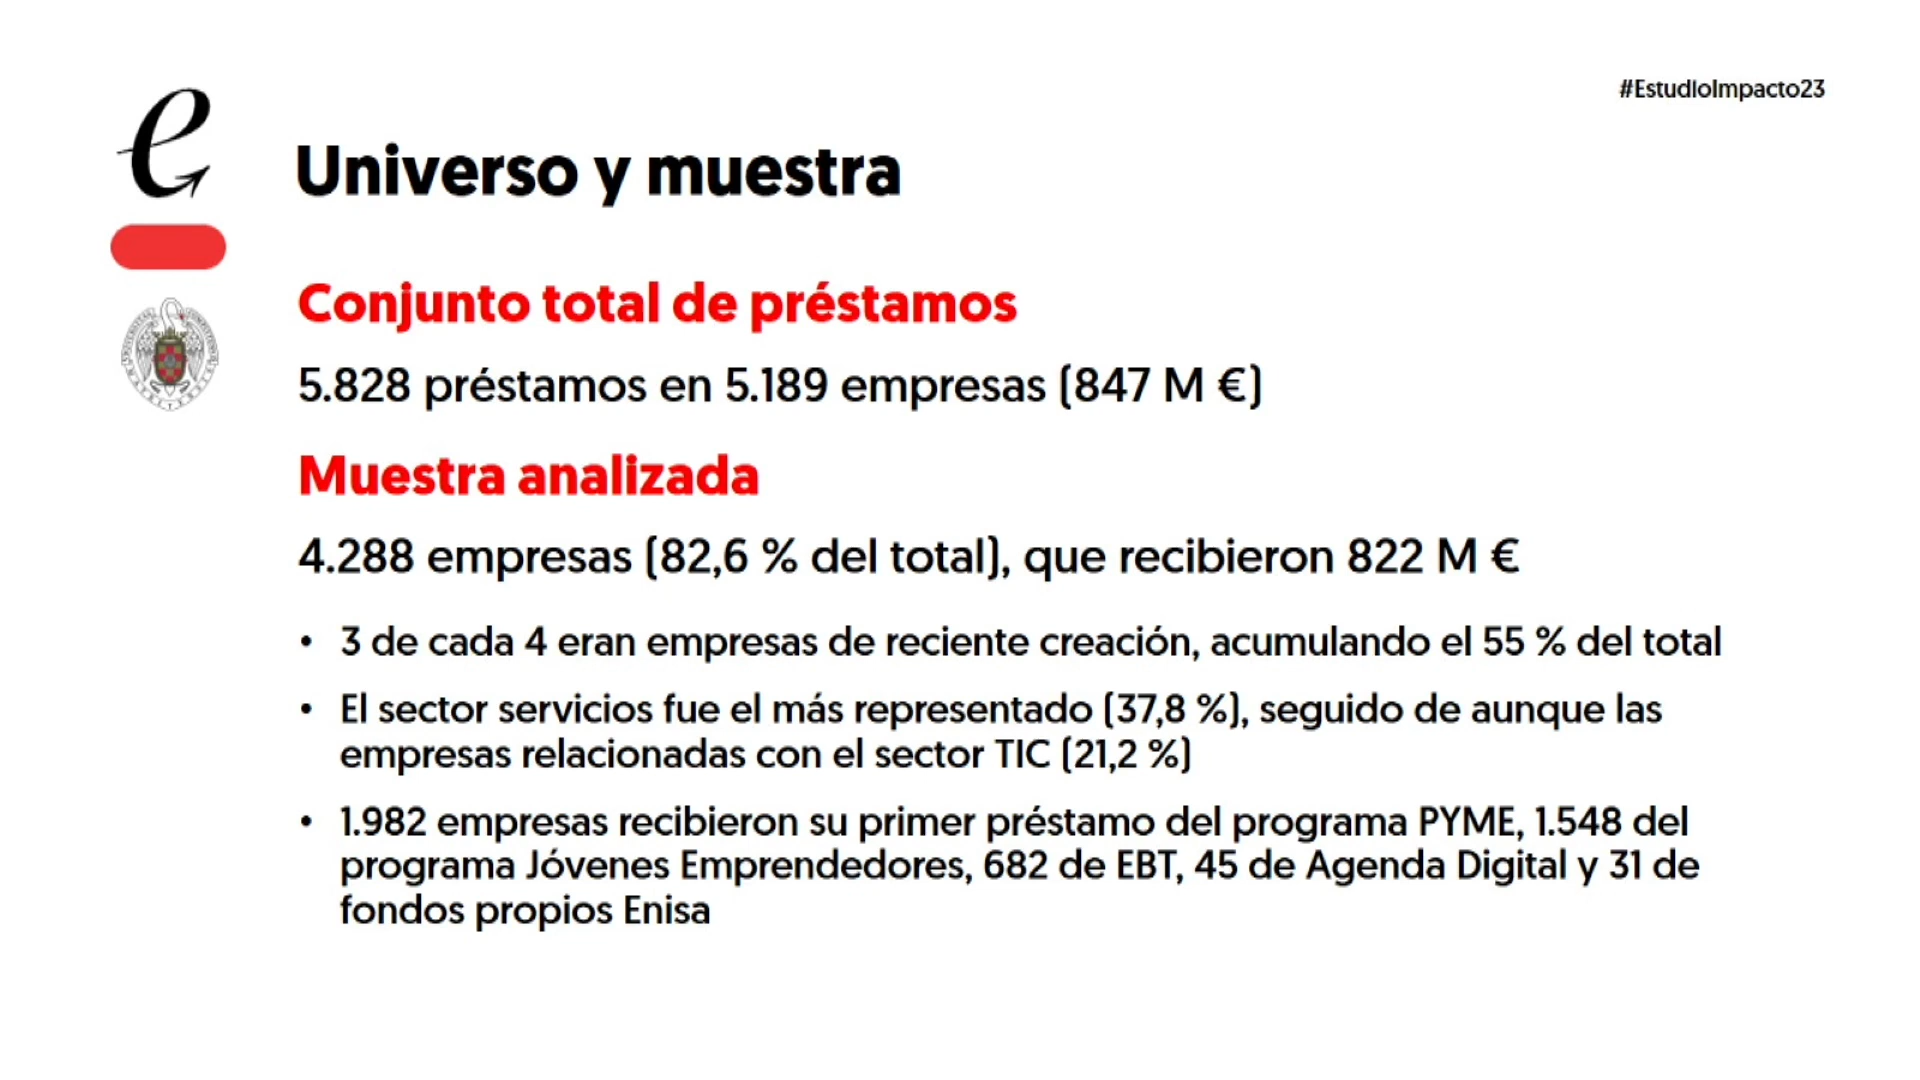 #EstudioImpacto23
Universo y muestra
Conjunto total de préstamos
5.828 préstamos en 5.189 empresas (847 M €)
Muestra analizada
4.288 empresas (82,6 % del total), que recibieron 822 M €
• 3 de cada 4 eran empresas de reciente creación, acumulando el 55 % del total
• El sector servicios fue el más representado (37,8 %), seguido de aunque las
empresas relacionadas con el sector TIC (21,2 %)
• 1.982 empresas recibieron su primer préstamo del programa PYME, 1.548 del
programa Jóvenes Emprendedores, 682 de EBT, 45 de Agenda Digital y 31 de
fondos propios Enisa